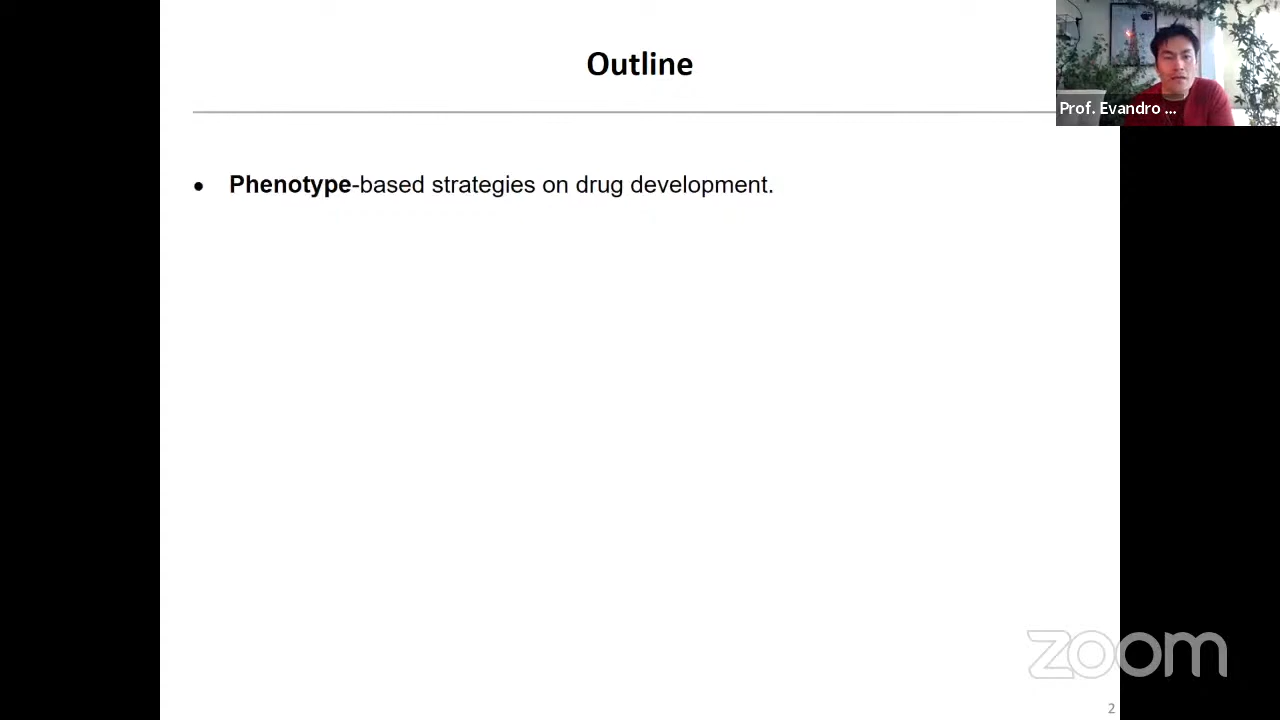 Outline
Prof. Evandro ...
• Phenotype-based strategies on drug development.
zoom
2